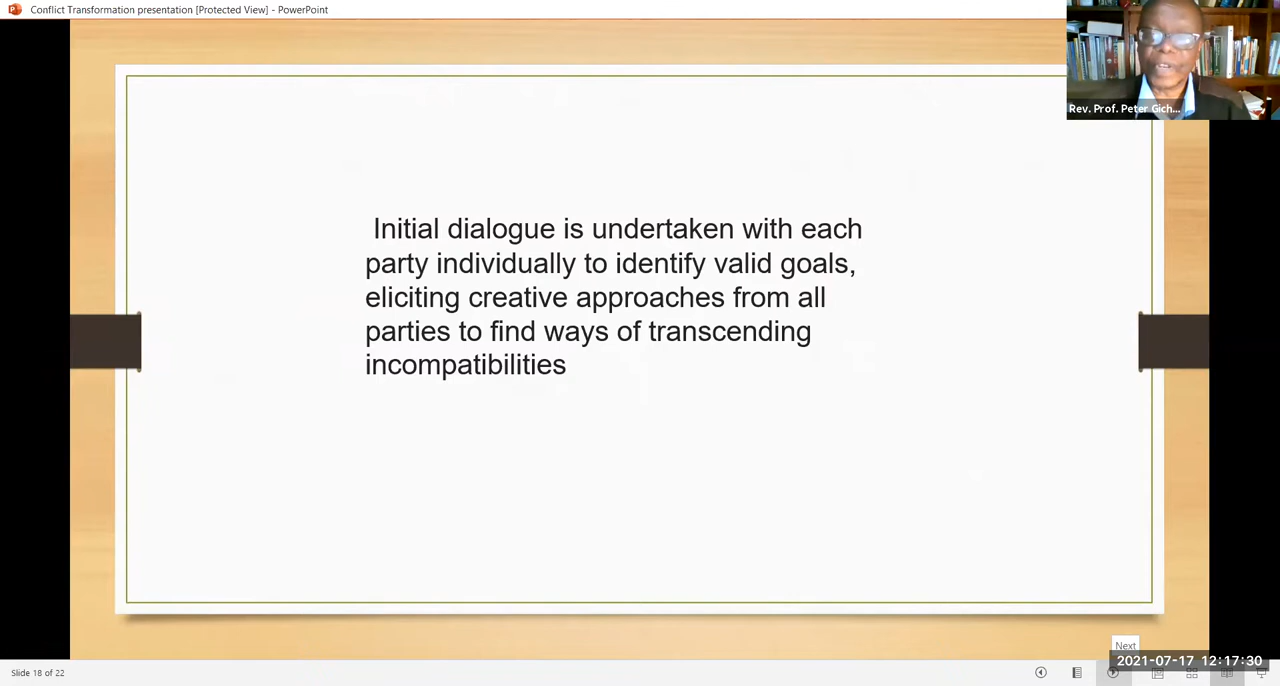 Conflict Transformation presentation [Protected View] - PowerPoint
Rev. Prof. Peter Gich...
Initial dialogue is undertaken with each
party individually to identify valid goals,
eliciting creative approaches from all
parties to find ways of transcending
incompatibilities
Next
2021-07-17 12:17:30
Slide 18 of 22